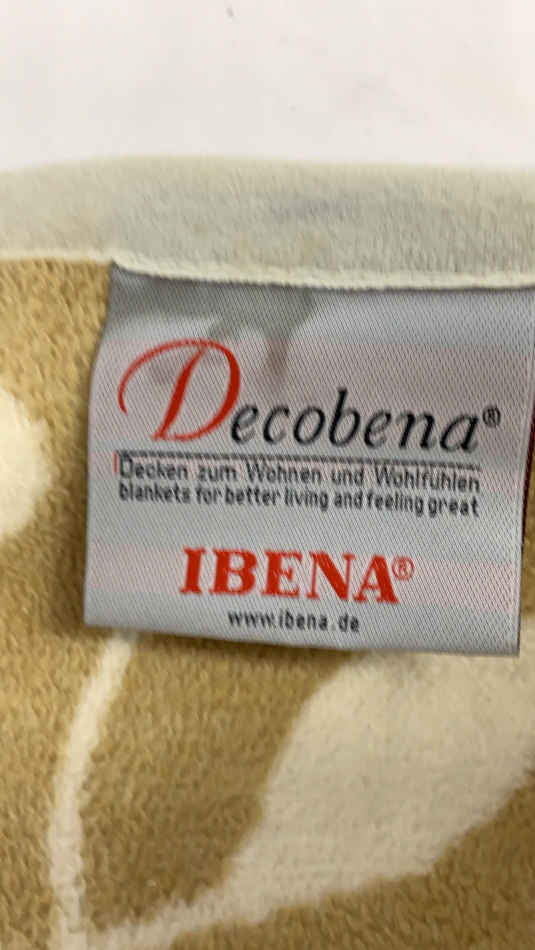 Decobena®
Decken zum Wohnen und Wohlfühlen
blankets for better living and feeling great
IBENA®
www.ibena.de